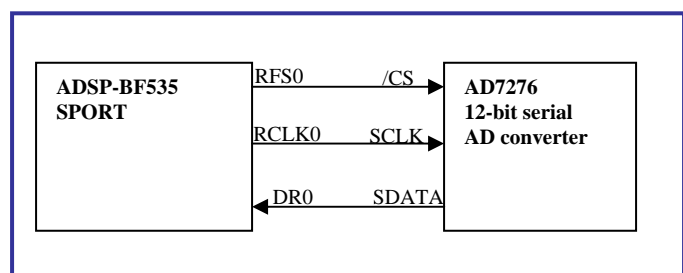 ADSP-BF535
SPORT
RFS0 /CS
RCLK0 SCLK
DR0 SDATA
AD7276
12-bit serial
AD converter